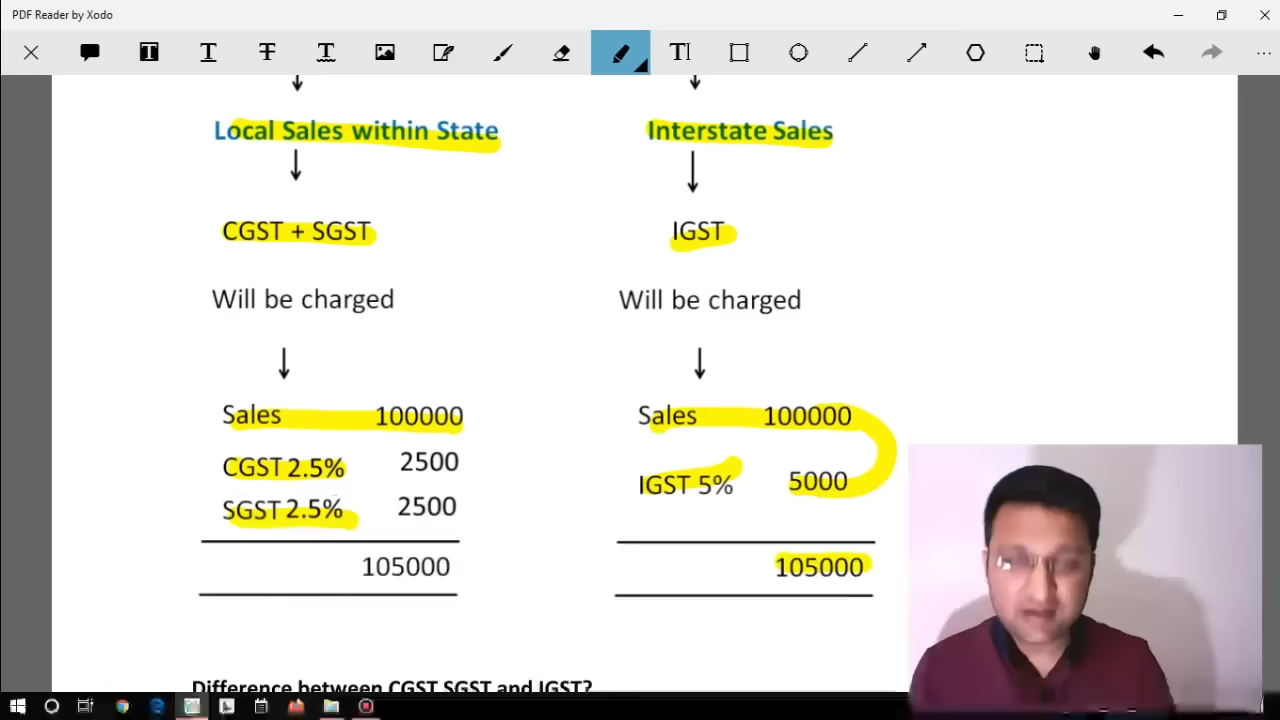 PDF Reader by Xodo
Local Sales within State
CGST + SGST
Will be charged
Sales 100000
CGST 2.5% 2500
SGST 2.5% 2500
105000
Interstate Sales
IGST
Will be charged
Sales 100000
IGST 5% 5000
105000
Difference between CGST SGST and IGST?